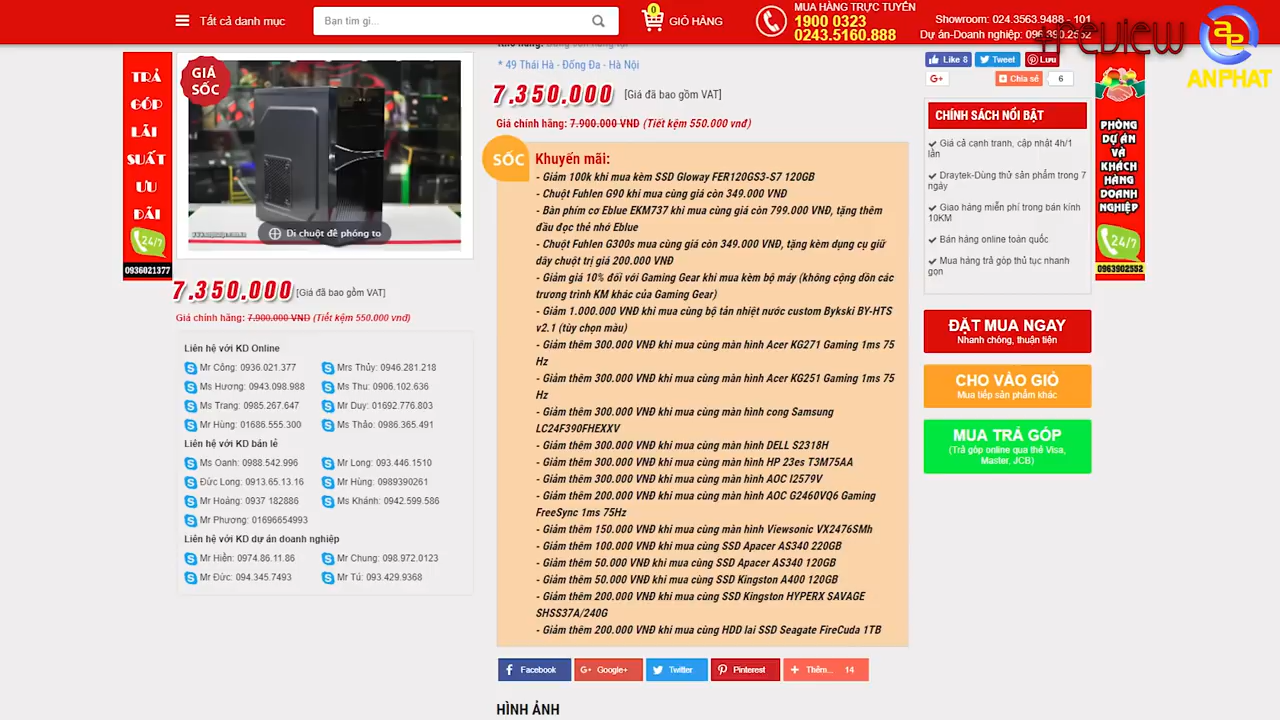 Tất cả danh mục
Bạn tìm gì...
0
GIỎ HÀNG
MUA HÀNG TRỰC TUYẾN
1900 0323
0243.5160.888
Showroom: 024.3563.9488 - 101
Dự án-Doanh nghiệp: 096.390.2552
ANPHAT
TRẢ
GÓP
LÃI
SUẤT
ƯU
ĐÃI
24/7
0936021377
GIÁ
SỐC
Di chuột để phóng to
7.350.000 [Giá đã bao gồm VAT]
Giá chính hãng: 7.900.000 VNĐ (Tiết kệm 550.000 vnđ)
Liên hệ với KD Online
Mr Công: 0936.021.377
Mrs Thủy: 0946.281.218
Ms Hương: 0943.098.988
Ms Thu: 0906.102.636
Ms Trang: 0985.267.647
Mr Duy: 01692.776.803
Mr Hùng: 01686.555.300
Ms Thảo: 0986.365.491
Liên hệ với KD bán lẻ
Ms Oanh: 0988.542.996
Mr Long: 093.446.1510
Đức Long: 0913.65.13.16
Mr Hùng: 0989390261
Mr Hoàng: 0937 182886
Ms Khánh: 0942.599.586
Mr Phương: 01696654993
Liên hệ với KD dự án doanh nghiệp
Mr Hiền: 0974.86.11.86
Mr Chung: 098.972.0123
Mr Đức: 094.345.7493
Mr Tú: 093.429.9368
* 49 Thái Hà - Đống Đa - Hà Nội
7.350.000 [Giá đã bao gồm VAT]
Giá chính hãng: 7.900.000 VNĐ (Tiết kệm 550.000 vnđ)
SỐC
Khuyến mãi:
- Giảm 100k khi mua kèm SSD Gloway FER120GS3-S7 120GB
- Chuột Fuhlen G90 khi mua cùng giá còn 349.000 VNĐ
- Bàn phím cơ Eblue EKM737 khi mua cùng giá còn 799.000 VNĐ, tặng thêm
đầu đọc thẻ nhớ Eblue
- Chuột Fuhlen G300s mua cùng giá còn 349.000 VNĐ, tặng kèm dụng cụ giữ
dây chuột trị giá 200.000 VNĐ
- Giảm giá 10% đối với Gaming Gear khi mua kèm bộ máy (không cộng dồn các
trương trình KM khác của Gaming Gear)
- Giảm 1.000.000 VNĐ khi mua cùng bộ tản nhiệt nước custom Bykski BY-HTS
v2.1 (tùy chọn màu)
- Giảm thêm 300.000 VNĐ khi mua cùng màn hình Acer KG271 Gaming 1ms 75
Hz
- Giảm thêm 300.000 VNĐ khi mua cùng màn hình Acer KG251 Gaming 1ms 75
Hz
- Giảm thêm 300.000 VNĐ khi mua cùng màn hình cong Samsung
LC24F390FHEXXV
- Giảm thêm 300.000 VNĐ khi mua cùng màn hình DELL S2318H
- Giảm thêm 300.000 VNĐ khi mua cùng màn hình HP 23es T3M75AA
- Giảm thêm 300.000 VNĐ khi mua cùng màn hình AOC I2579V
- Giảm thêm 200.000 VNĐ khi mua cùng màn hình AOC G2460VQ6 Gaming
FreeSync 1ms 75Hz
- Giảm thêm 150.000 VNĐ khi mua cùng màn hình Viewsonic VX2476SMh
- Giảm thêm 100.000 VNĐ khi mua cùng SSD Apacer AS340 220GB
- Giảm thêm 50.000 VNĐ khi mua cùng SSD Apacer AS340 120GB
- Giảm thêm 50.000 VNĐ khi mua cùng SSD Kingston A400 120GB
- Giảm thêm 200.000 VNĐ khi mua cùng SSD Kingston HYPERX SAVAGE
SHSS37A/240G
- Giảm thêm 200.000 VNĐ khi mua cùng HDD lai SSD Seagate FireCuda 1TB
Facebook
Google+
Twitter
Pinterest
Thêm... 14
HÌNH ẢNH
Like 8
Tweet
Lưu
G+
Chia sẻ
6
CHÍNH SÁCH NỔI BẬT
Giá cả cạnh tranh, cập nhật 4h/1
lần
Draytek-Dùng thử sản phẩm trong 7
ngày
Giao hàng miễn phí trong bán kính
10KM
Bán hàng online toàn quốc
Mua hàng trả góp thủ tục nhanh
gọn
ĐẶT MUA NGAY
Nhanh chóng, thuận tiện
CHO VÀO GIỎ
Mua tiếp sản phẩm khác
MUA TRẢ GÓP
(Trả góp online qua thẻ Visa,
Master, JCB)
PHÒNG
DỰ ÁN
VÀ
KHÁCH
HÀNG
DOANH
NGHIỆP
24/7
0963902552